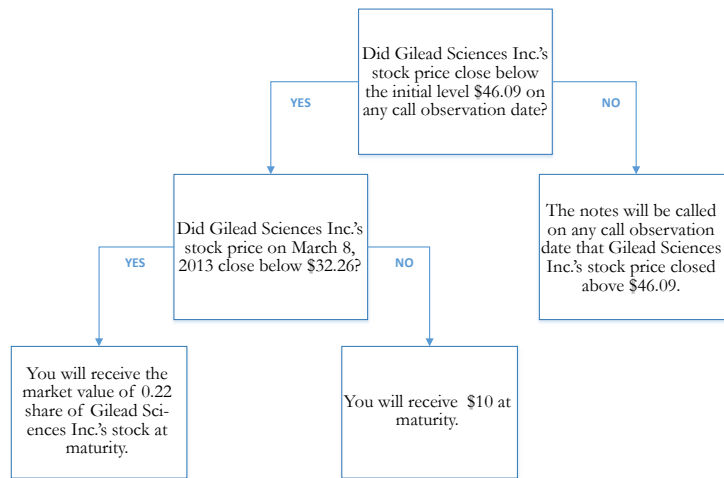 Did Gilead Sciences Inc.'s
stock price close below
the initial level $46.09 on
any call observation date?
YES
NO
Did Gilead Sciences Inc.'s
stock price on March 8,
2013 close below $32.26?
The notes will be called
on any call observation
date that Gilead Sciences
Inc.'s stock price closed
above $46.09.
YES
NO
You will receive the
market value of 0.22
share of Gilead Sci-
ences Inc.'s stock at
maturity.
You will receive $10 at
maturity.